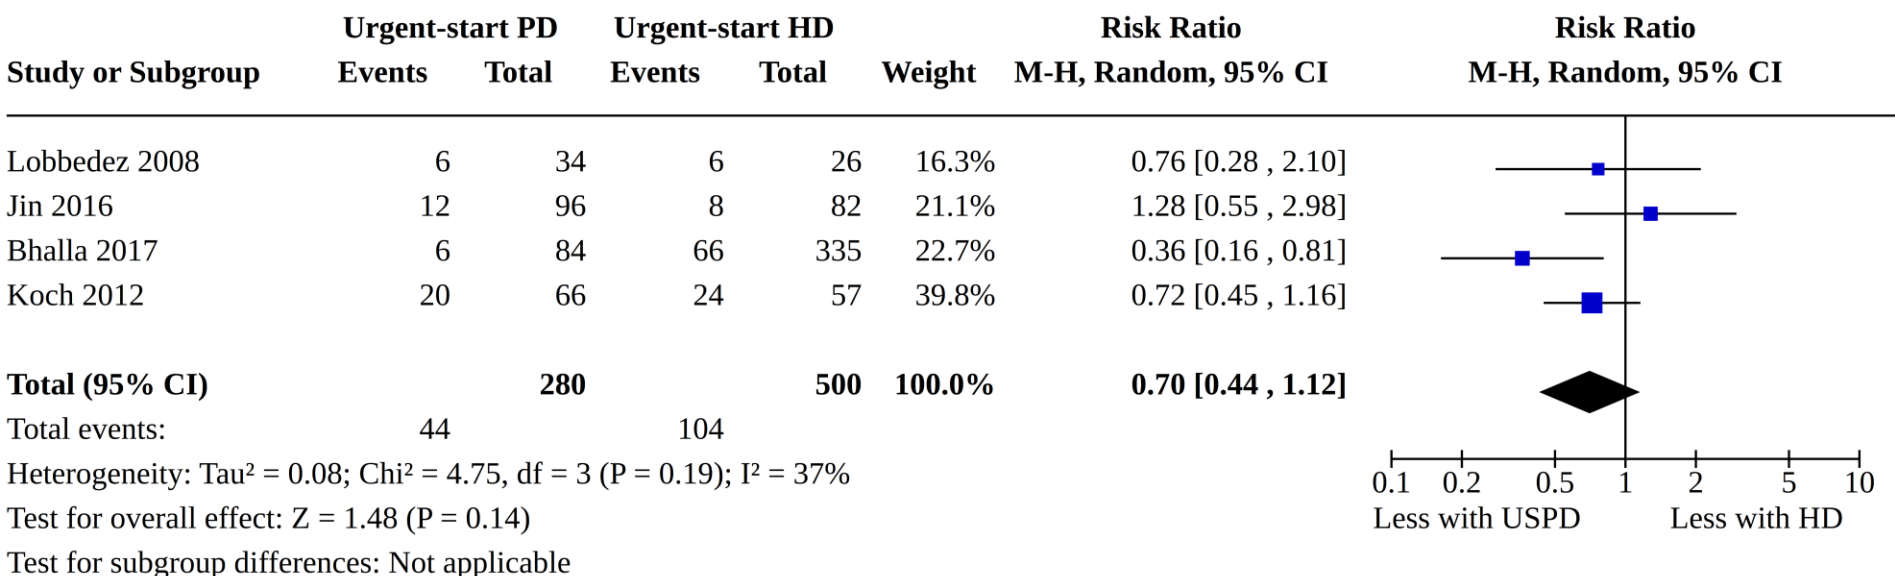 Urgent-start PD Urgent-start HD Risk Ratio Risk Ratio
Study or Subgroup Events Total Events Total Weight M-H, Random, 95% CI M-H, Random, 95% CI
Lobbedez 2008 6 34 6 26 16.3% 0.76 [0.28 , 2.10]
Jin 2016 12 96 8 82 21.1% 1.28 [0.55 , 2.98]
Bhalla 2017 6 84 66 335 22.7% 0.36 [0.16 , 0.81]
Koch 2012 20 66 24 57 39.8% 0.72 [0.45 , 1.16]
Total (95% CI) 280 500 100.0% 0.70 [0.44 , 1.12]
Total events: 44 104
Heterogeneity: Tau² = 0.08; Chi² = 4.75, df = 3 (P = 0.19); I² = 37%
0.1 0.2 0.5 1 2 5 10
Test for overall effect: Z = 1.48 (P = 0.14)
Less with USPD Less with HD
Test for subgroup differences: Not applicable